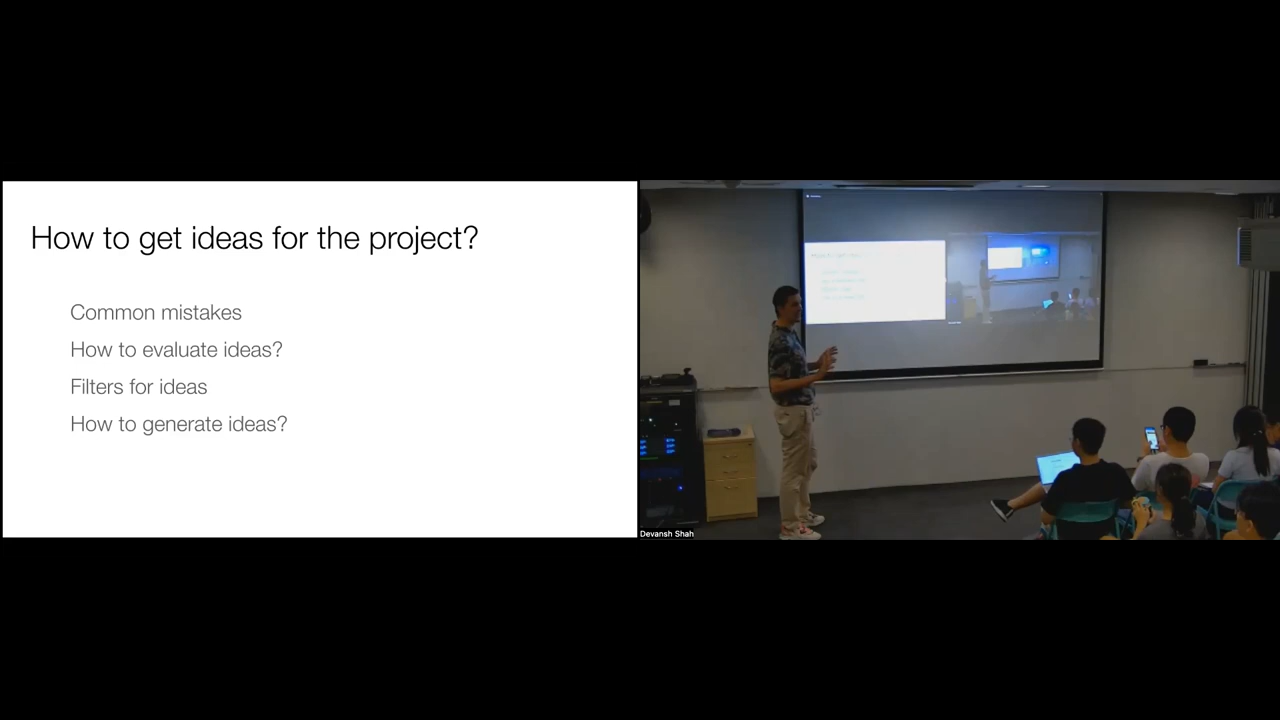 How to get ideas for the project?
Common mistakes
How to evaluate ideas?
Filters for ideas
How to generate ideas?
Devansh Shah